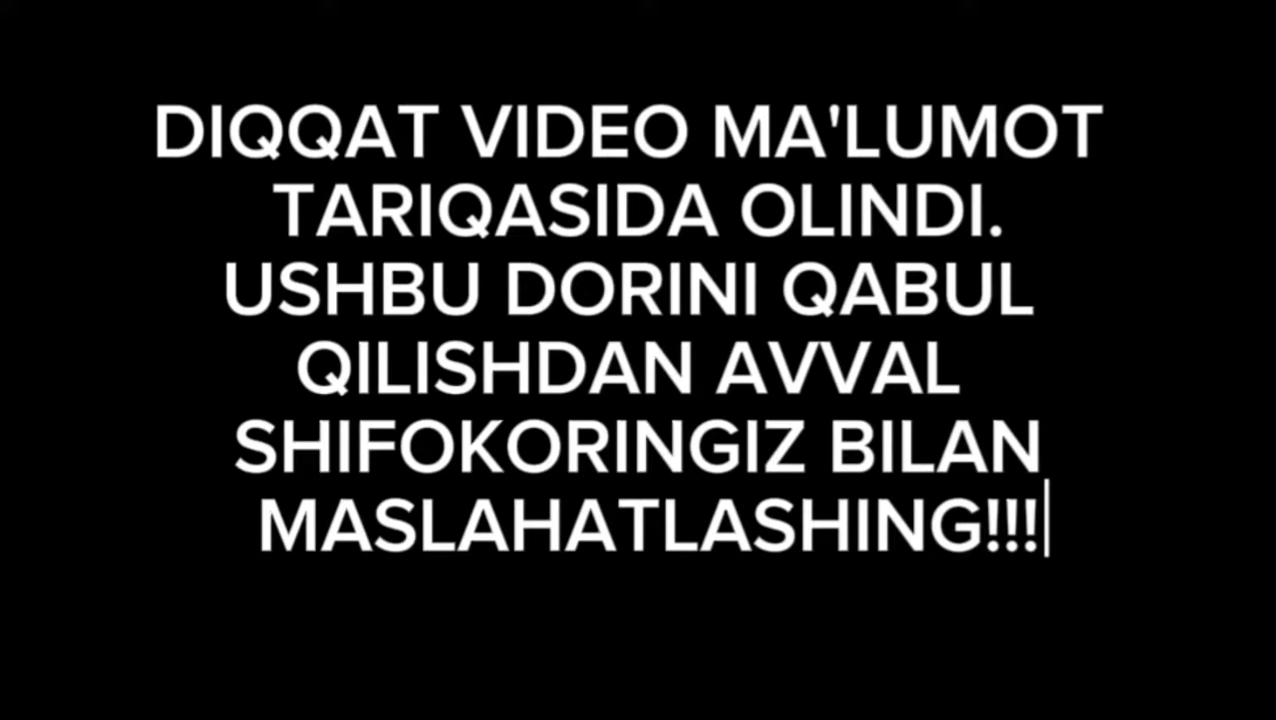 DIQQAT VIDEO MA'LUMOT
TARIQASIDA OLINDI.
USHBU DORINI QABUL
QILISHDAN AVVAL
SHIFOKORINGIZ BILAN
MASLAHATLASHING!!!